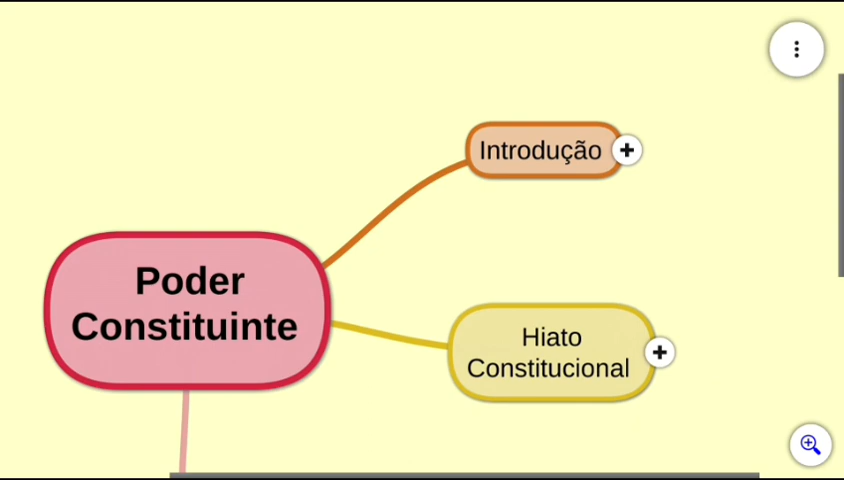 Introdução
Poder
Constituinte
Hiato
Constitucional